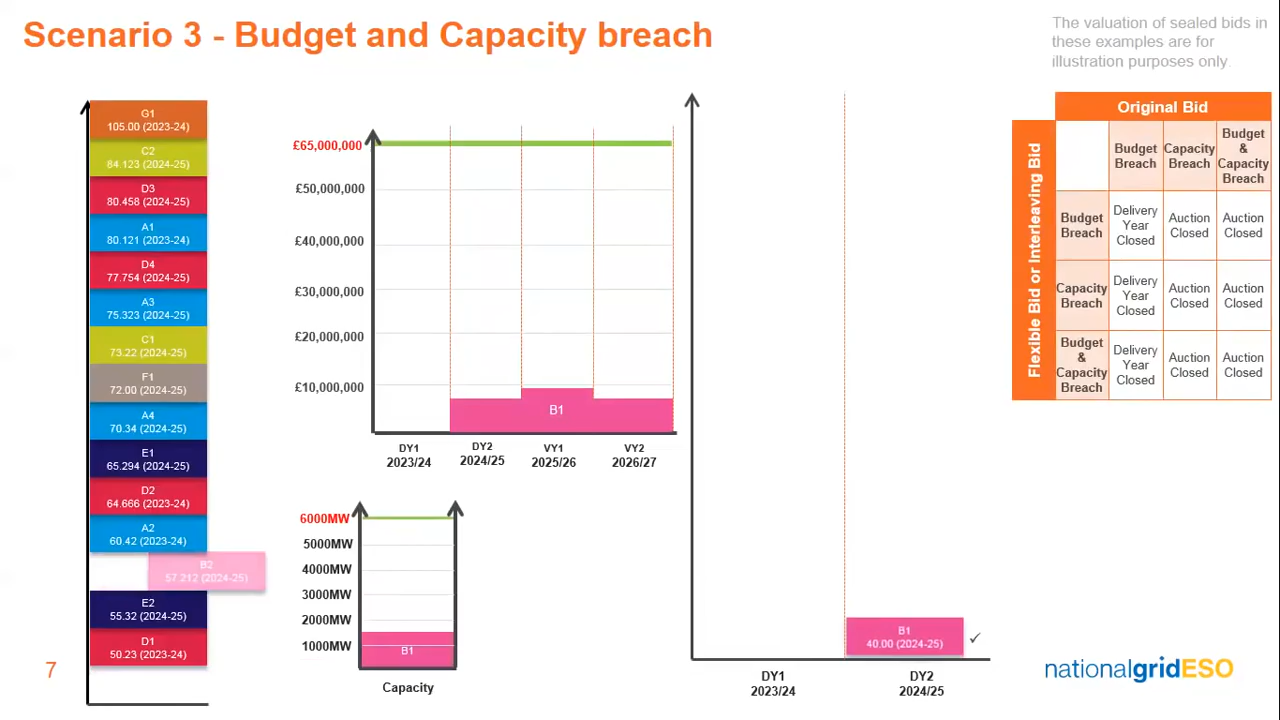 Scenario 3 - Budget and Capacity breach
The valuation of sealed bids in
these examples are for
illustration purposes only.
G1
105.00 (2023-24)
C2
84.123 (2024-25)
D3
80.458 (2024-25)
A1
80.121 (2023-24)
D4
77.754 (2024-25)
A3
75.323 (2024-25)
C1
73.22 (2024-25)
F1
72.00 (2024-25)
A4
70.34 (2024-25)
E1
65.294 (2024-25)
D2
64.666 (2023-24)
A2
60.42 (2023-24)
B2
57.212 (2024-25)
E2
55.32 (2024-25)
D1
50.23 (2023-24)
£65,000,000
£50,000,000
£40,000,000
£30,000,000
£20,000,000
£10,000,000
B1
DY1
2023/24
DY2
2024/25
VY1
2025/26
VY2
2026/27
6000MW
5000MW
4000MW
3000MW
2000MW
1000MW
B1
Capacity
B1
40.00 (2024-25)
DY1
2023/24
DY2
2024/25
Original Bid
Flexible Bid or Interleaving Bid
Budget
Breach
Capacity
Breach
Budget
&
Capacity
Breach
Budget
Breach
Delivery
Year
Closed
Auction
Closed
Auction
Closed
Capacity
Breach
Delivery
Year
Closed
Auction
Closed
Auction
Closed
Budget
&
Capacity
Breach
Delivery
Year
Closed
Auction
Closed
Auction
Closed
7
nationalgridESO